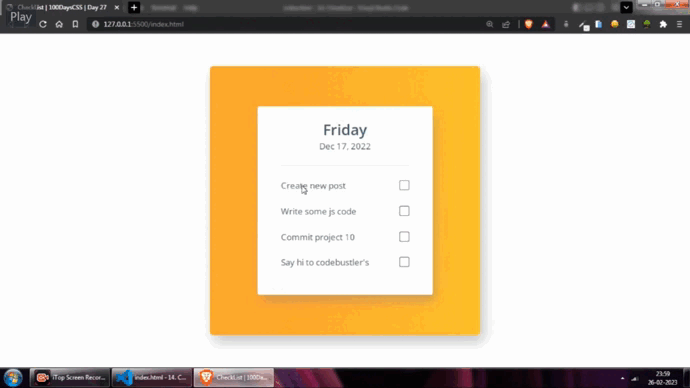 CheckList | 100DaysCSS | Day 27
Play
127.0.0.1:5500/index.html
Friday
Dec 17, 2022
Create new post
Write some js code
Commit project 10
Say hi to codebustler's
iTop Screen Recor...
index.html - 14. C...
CheckList | 100Da...
23:59
26-02-2023